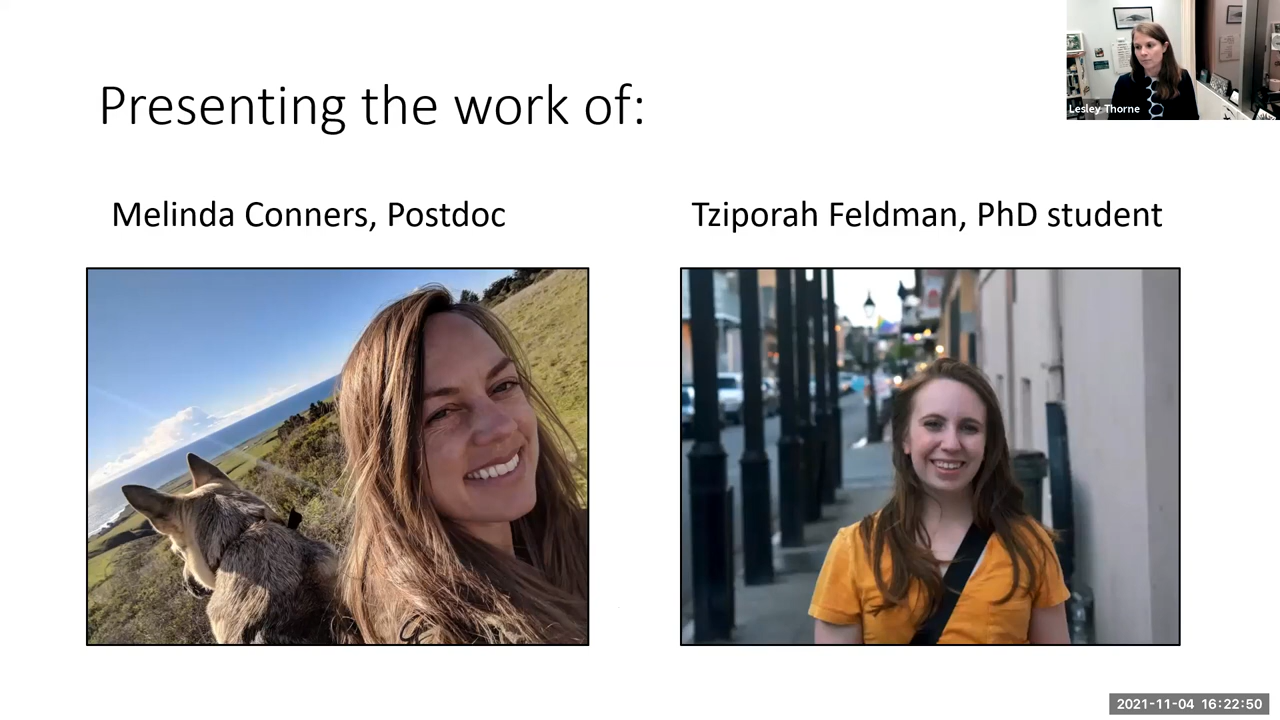 Presenting the work of:
Lesley Thorne
Melinda Conners, Postdoc
Tziporah Feldman, PhD student
2021-11-04 16:22:50